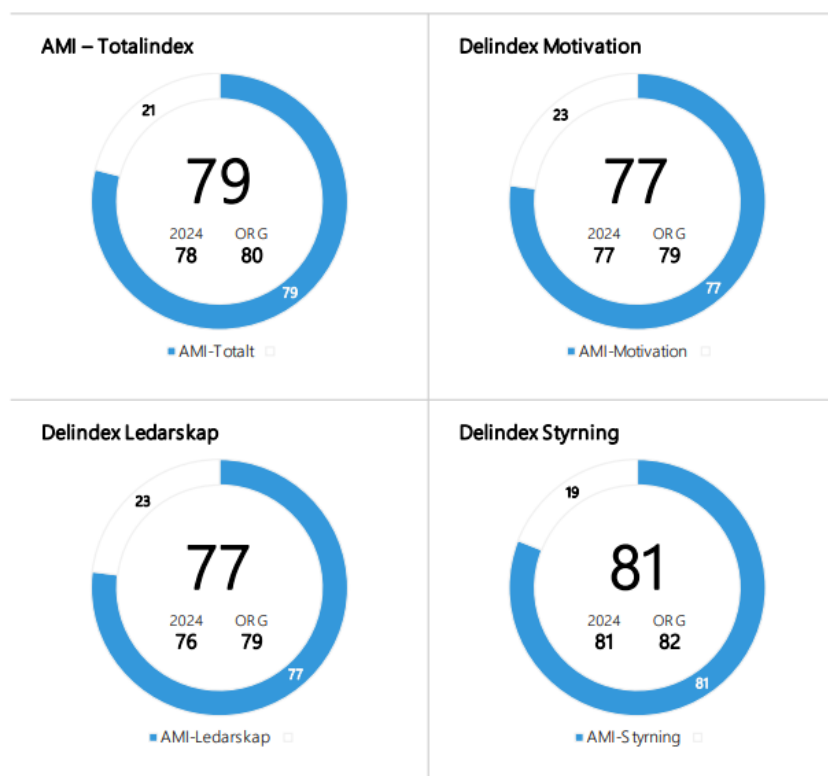 AMI – Totalindex
21
79
2024 ORG
78 80
79
AMI-Totalt
Delindex Motivation
23
77
2024 ORG
77 79
77
AMI-Motivation
Delindex Ledarskap
23
77
2024 ORG
76 79
77
AMI-Ledarskap
Delindex Styrning
19
81
2024 ORG
81 82
81
AMI-Styrning